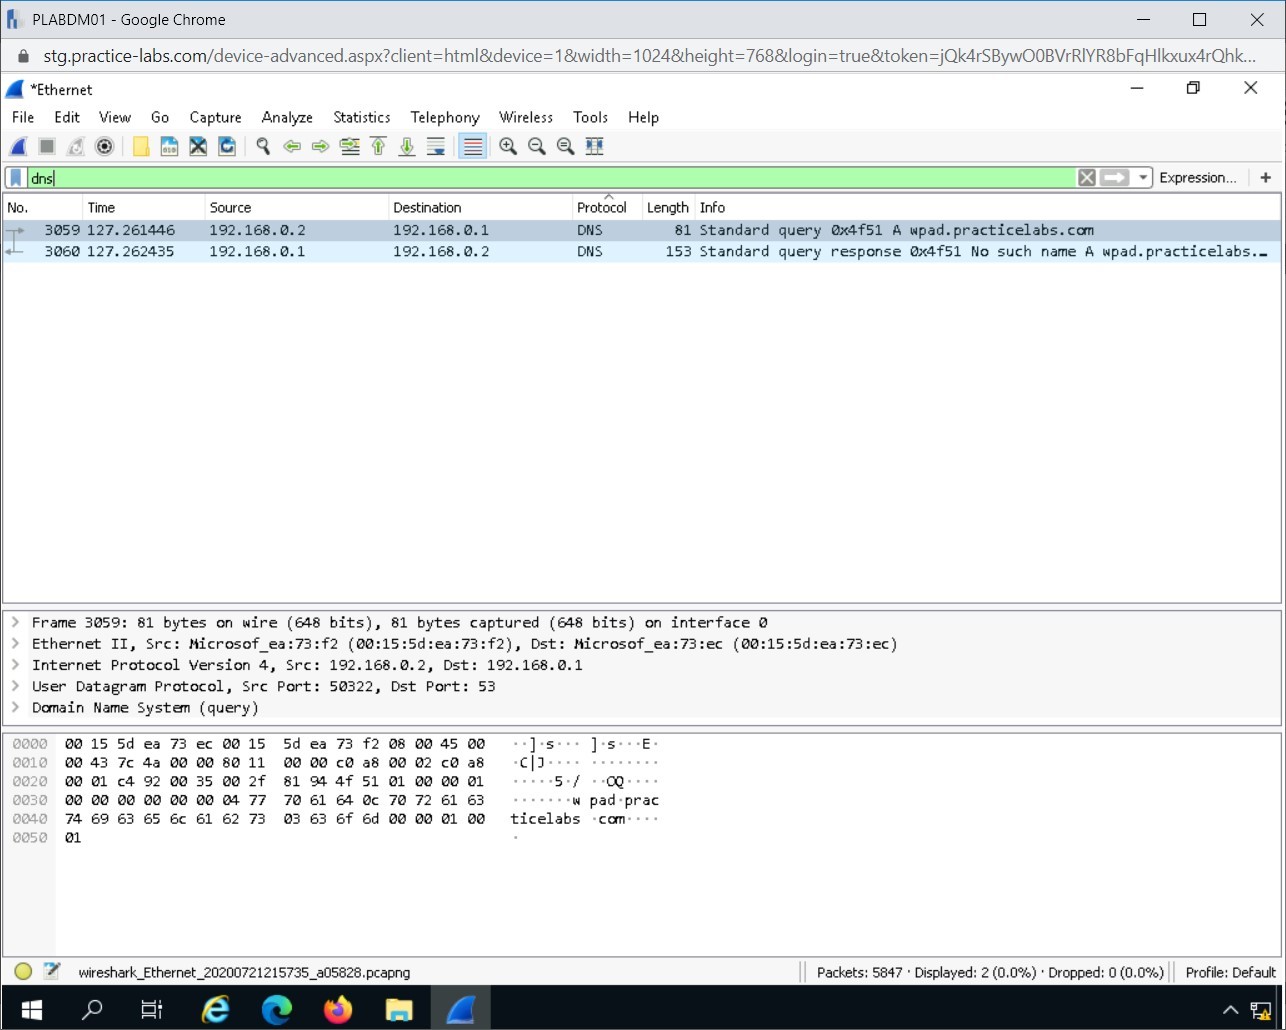 PLABDM01 - Google Chrome
stg.practice-labs.com/device-advanced.aspx?client=html&device=1&width=1024&height=768&login=true&token=jQk4rSBywO0BVrRlYR8bFqHlkxux4rQhk...
*Ethernet
File Edit View Go Capture Analyze Statistics Telephony Wireless Tools Help
dns
Expression... +
No. Time Source Destination Protocol Length Info
3059 127.261446 192.168.0.2 192.168.0.1 DNS 81 Standard query 0x4f51 A wpad.practicelabs.com
3060 127.262435 192.168.0.1 192.168.0.2 DNS 153 Standard query response 0x4f51 No such name A wpad.practicelabs.…
Frame 3059: 81 bytes on wire (648 bits), 81 bytes captured (648 bits) on interface 0
Ethernet II, Src: Microsof_ea:73:f2 (00:15:5d:ea:73:f2), Dst: Microsof_ea:73:ec (00:15:5d:ea:73:ec)
Internet Protocol Version 4, Src: 192.168.0.2, Dst: 192.168.0.1
User Datagram Protocol, Src Port: 50322, Dst Port: 53
Domain Name System (query)
0000 00 15 5d ea 73 ec 00 15 5d ea 73 f2 08 00 45 00 ··]·s··· ]·s···E·
0010 00 43 7c 4a 00 00 80 11 00 00 c0 a8 00 02 c0 a8 ·C|J···· ········
0020 00 01 c4 92 00 35 00 2f 81 94 4f 51 01 00 00 01 ·····5·/ ··OQ····
0030 00 00 00 00 00 00 04 77 70 61 64 0c 70 72 61 63 ·······w pad·prac
0040 74 69 63 65 6c 61 62 73 03 63 6f 6d 00 00 01 00 ticelabs ·com····
0050 01 ·
wireshark_Ethernet_20200721215735_a05828.pcapng
Packets: 5847 · Displayed: 2 (0.0%) · Dropped: 0 (0.0%)
Profile: Default